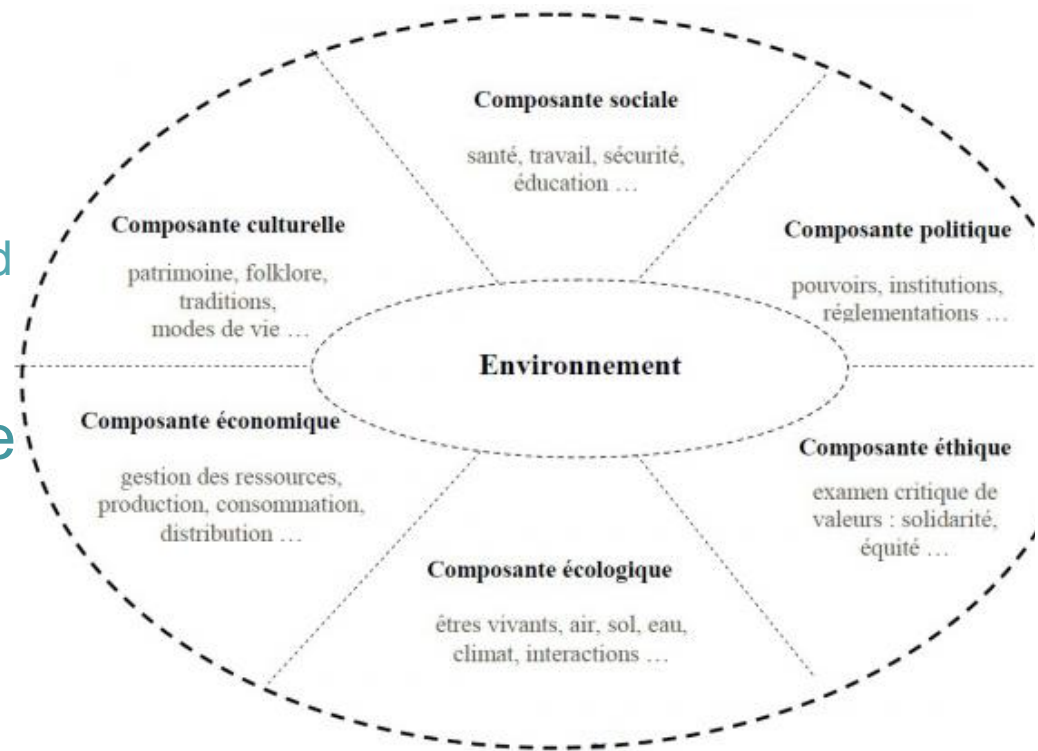 Composante sociale
santé, travail, sécurité,
éducation …
Composante culturelle
patrimoine, folklore,
traditions,
modes de vie …
Composante politique
pouvoirs, institutions,
réglementations …
d
Environnement
Composante économique
gestion des ressources,
production, consommation,
distribution …
e
Composante éthique
examen critique de
valeurs : solidarité,
équité …
Composante écologique
êtres vivants, air, sol, eau,
climat, interactions …